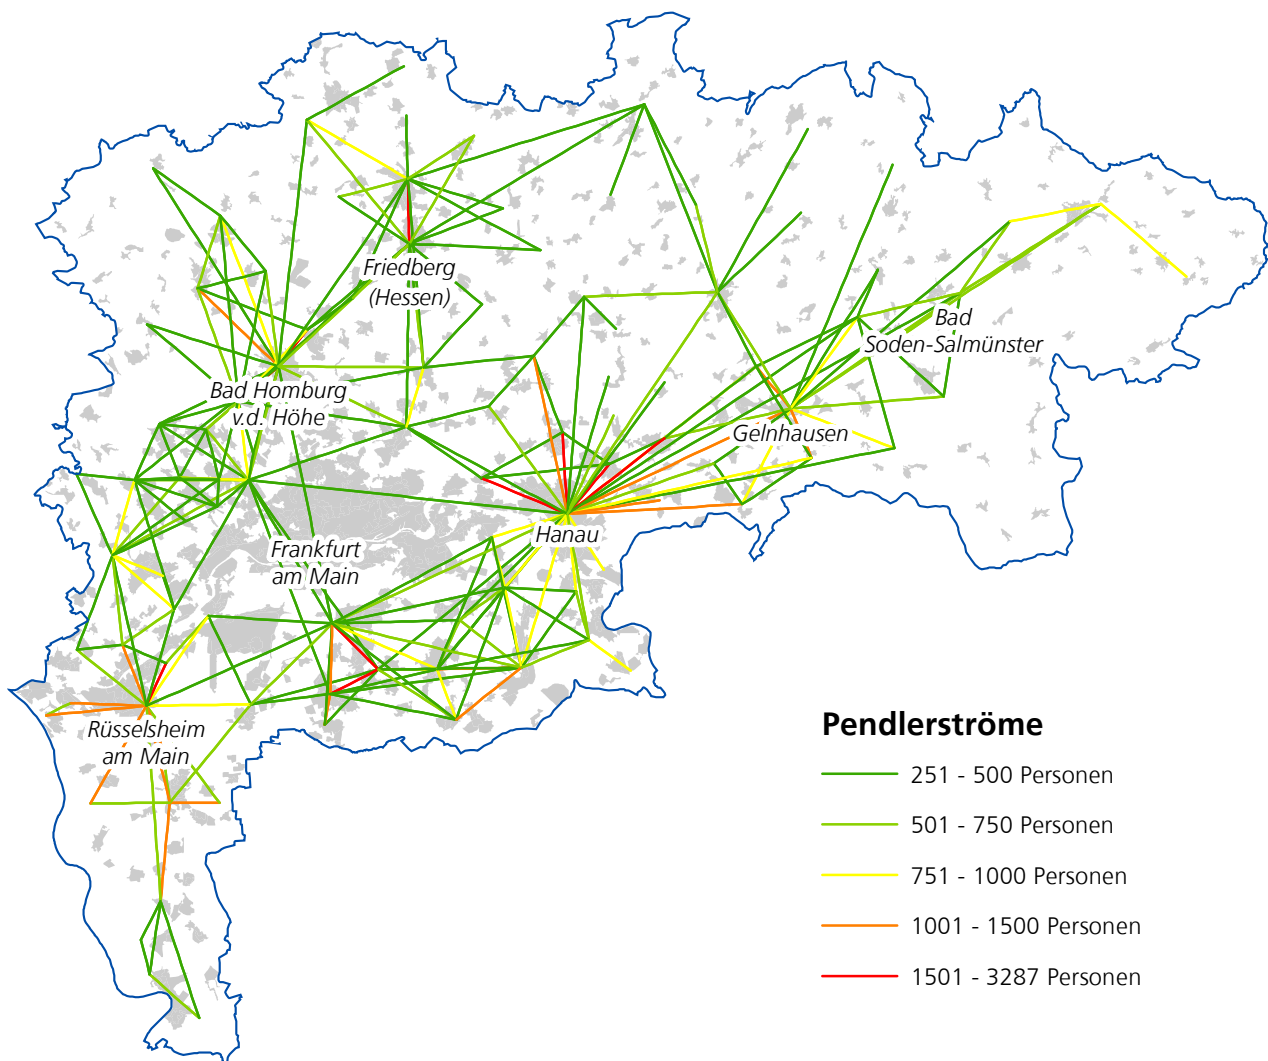 Friedberg
(Hessen)
Bad
Soden-Salmünster
Bad Homburg
v.d. Höhe
Gelnhausen
Hanau
Frankfurt
am Main
Rüsselsheim
am Main
Pendlerströme
251 - 500 Personen
501 - 750 Personen
751 - 1000 Personen
1001 - 1500 Personen
1501 - 3287 Personen